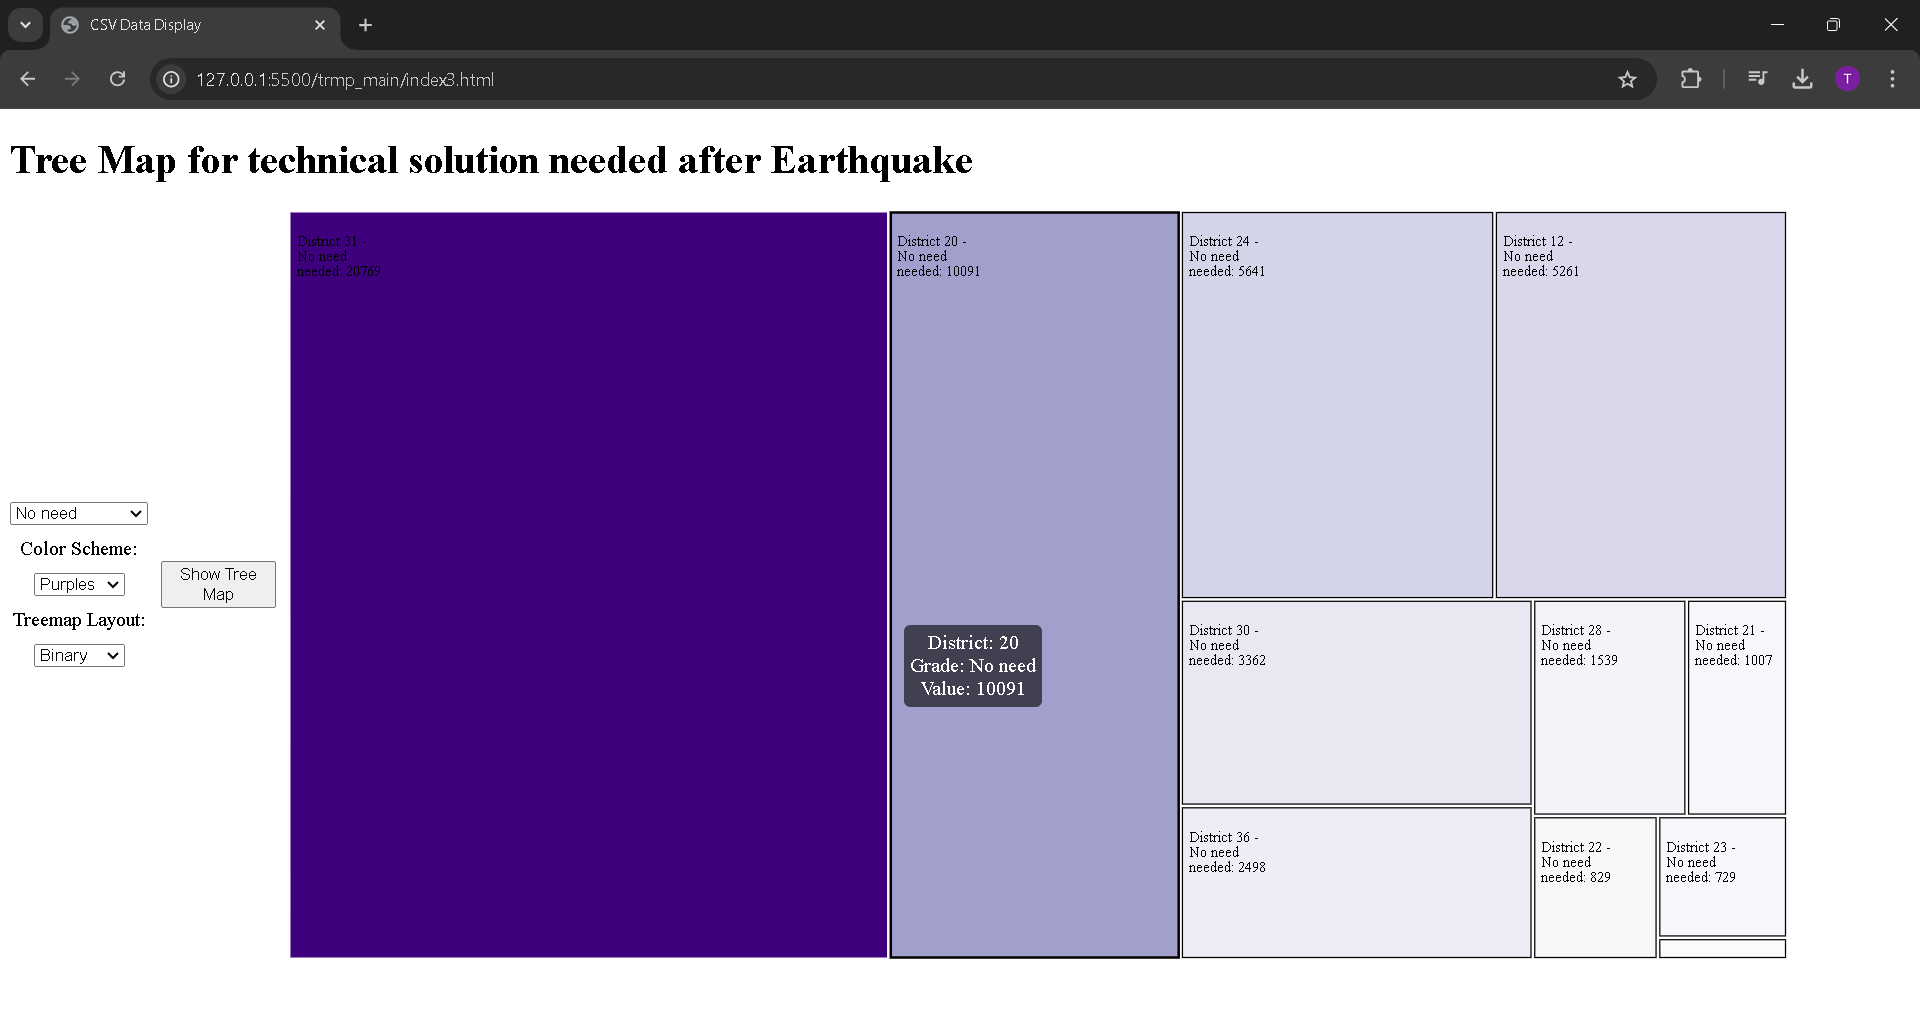 CSV Data Display
127.0.0.1:5500/trmp_main/index3.html
T
Tree Map for technical solution needed after Earthquake
No need
Color Scheme:
Purples
Treemap Layout:
Binary
Show Tree
Map
District 31 -
No need
needed: 20769
District 20 -
No need
needed: 10091
District: 20
Grade: No need
Value: 10091
District 24 -
No need
needed: 5641
District 12 -
No need
needed: 5261
District 30 -
No need
needed: 3362
District 28 -
No need
needed: 1539
District 21 -
No need
needed: 1007
District 36 -
No need
needed: 2498
District 22 -
No need
needed: 829
District 23 -
No need
needed: 729